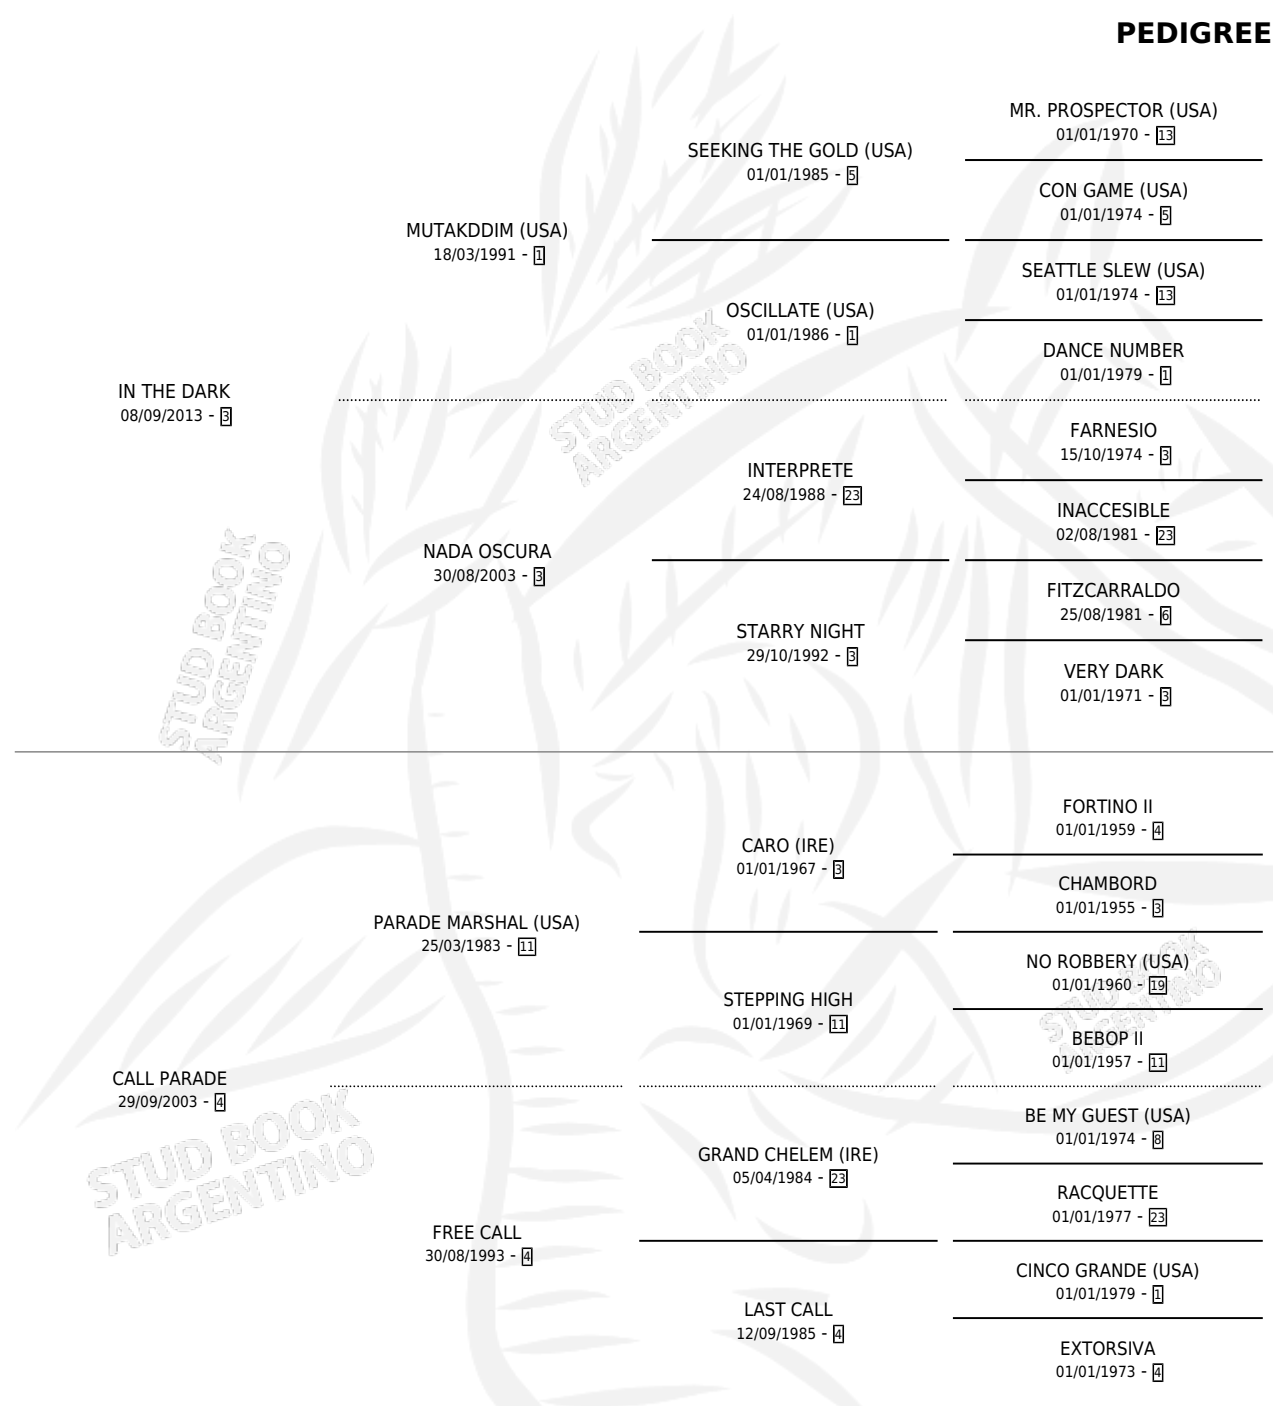 PEDIGREE
MR. PROSPECTOR (USA)
01/01/1970 - 13
SEEKING THE GOLD (USA)
01/01/1985 - 5
CON GAME (USA)
01/01/1974 - 5
MUTAKDDIM (USA)
18/03/1991 - 1
SEATTLE SLEW (USA)
01/01/1974 - 13
OSCILLATE (USA)
01/01/1986 - 1
DANCE NUMBER
01/01/1979 - 1
IN THE DARK
08/09/2013 - 3
FARNESIO
15/10/1974 - 3
INTERPRETE
24/08/1988 - 23
INACCESIBLE
02/08/1981 - 23
NADA OSCURA
30/08/2003 - 3
FITZCARRALDO
25/08/1981 - 6
STARRY NIGHT
29/10/1992 - 3
VERY DARK
01/01/1971 - 3
STUD BOOK
ARGENTINO
STUD BOOK
ARGENTINO
FORTINO II
01/01/1959 - 4
CARO (IRE)
01/01/1967 - 3
CHAMBORD
01/01/1955 - 3
PARADE MARSHAL (USA)
25/03/1983 - 11
NO ROBBERY (USA)
01/01/1960 - 19
STEPPING HIGH
01/01/1969 - 11
BEBOP II
01/01/1957 - 11
CALL PARADE
29/09/2003 - 4
BE MY GUEST (USA)
01/01/1974 - 8
GRAND CHELEM (IRE)
05/04/1984 - 23
RACQUETTE
01/01/1977 - 23
FREE CALL
30/08/1993 - 4
CINCO GRANDE (USA)
01/01/1979 - 1
LAST CALL
12/09/1985 - 4
EXTORSIVA
01/01/1973 - 4
STUD BOOK
ARGENTINO
STUD BOOK
ARGENTINO